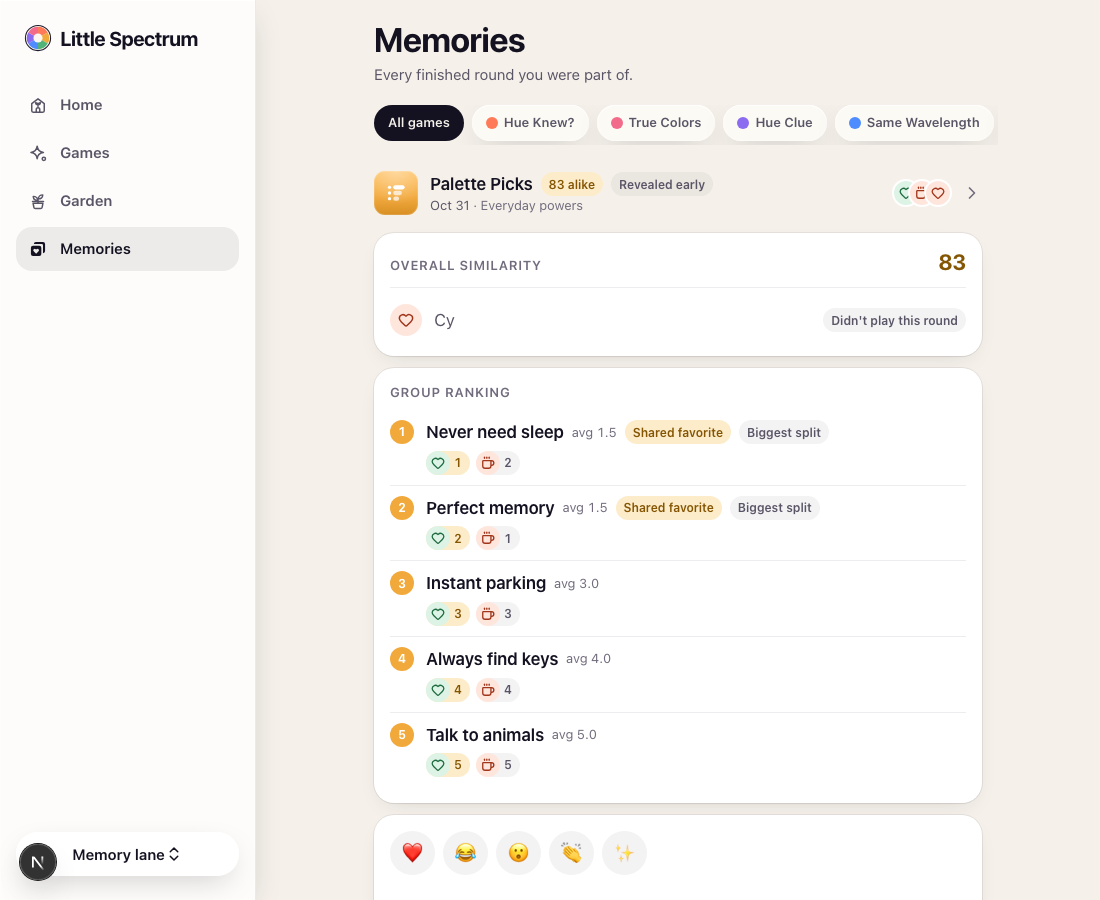 Little Spectrum
Home
Games
Garden
Memories
Memory lane
N
Memories
Every finished round you were part of.
All games
Hue Knew?
True Colors
Hue Clue
Same Wavelength
Palette Picks 83 alike Revealed early
Oct 31 · Everyday powers
OVERALL SIMILARITY 83
Cy Didn't play this round
GROUP RANKING
1 Never need sleep avg 1.5 Shared favorite Biggest split
1 2
2 Perfect memory avg 1.5 Shared favorite Biggest split
2 1
3 Instant parking avg 3.0
3 3
4 Always find keys avg 4.0
4 4
5 Talk to animals avg 5.0
5 5